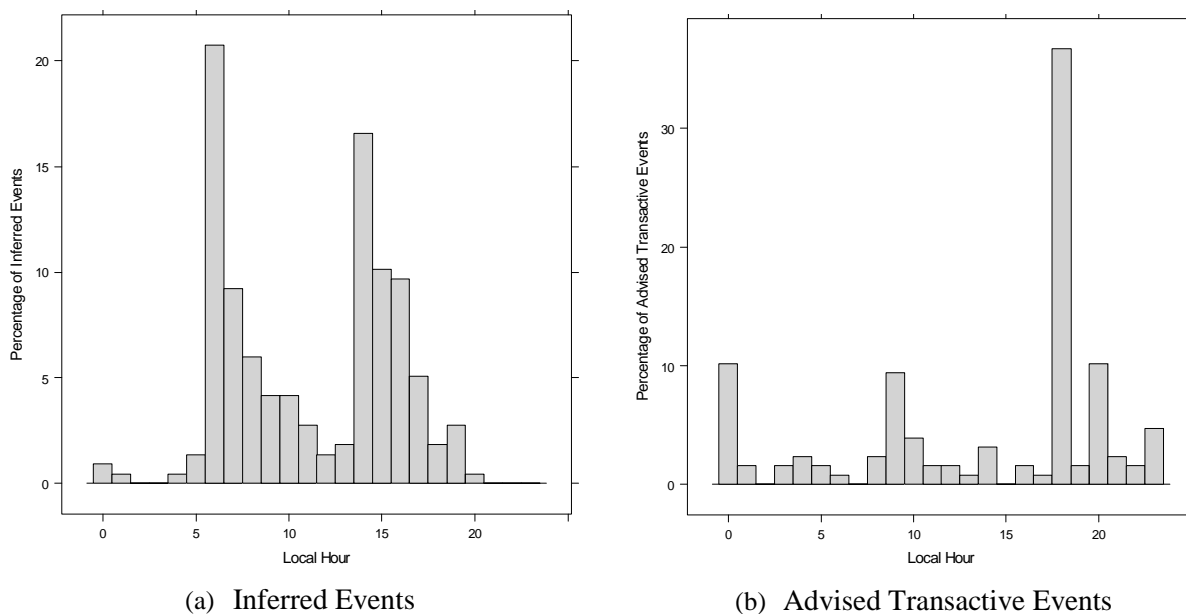 Percentage of Inferred Events
20
15
10
5
0
0 5 10 15 20
Local Hour
(a) Inferred Events
Percentage of Advised Transactive Events
30
20
10
0
0 5 10 15 20
Local Hour
(b) Advised Transactive Events